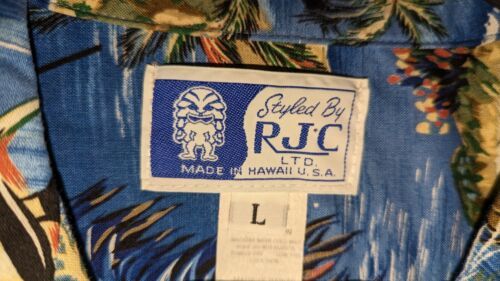 Styled By
RJC
LTD.
MADE IN HAWAII U.S.A.
L